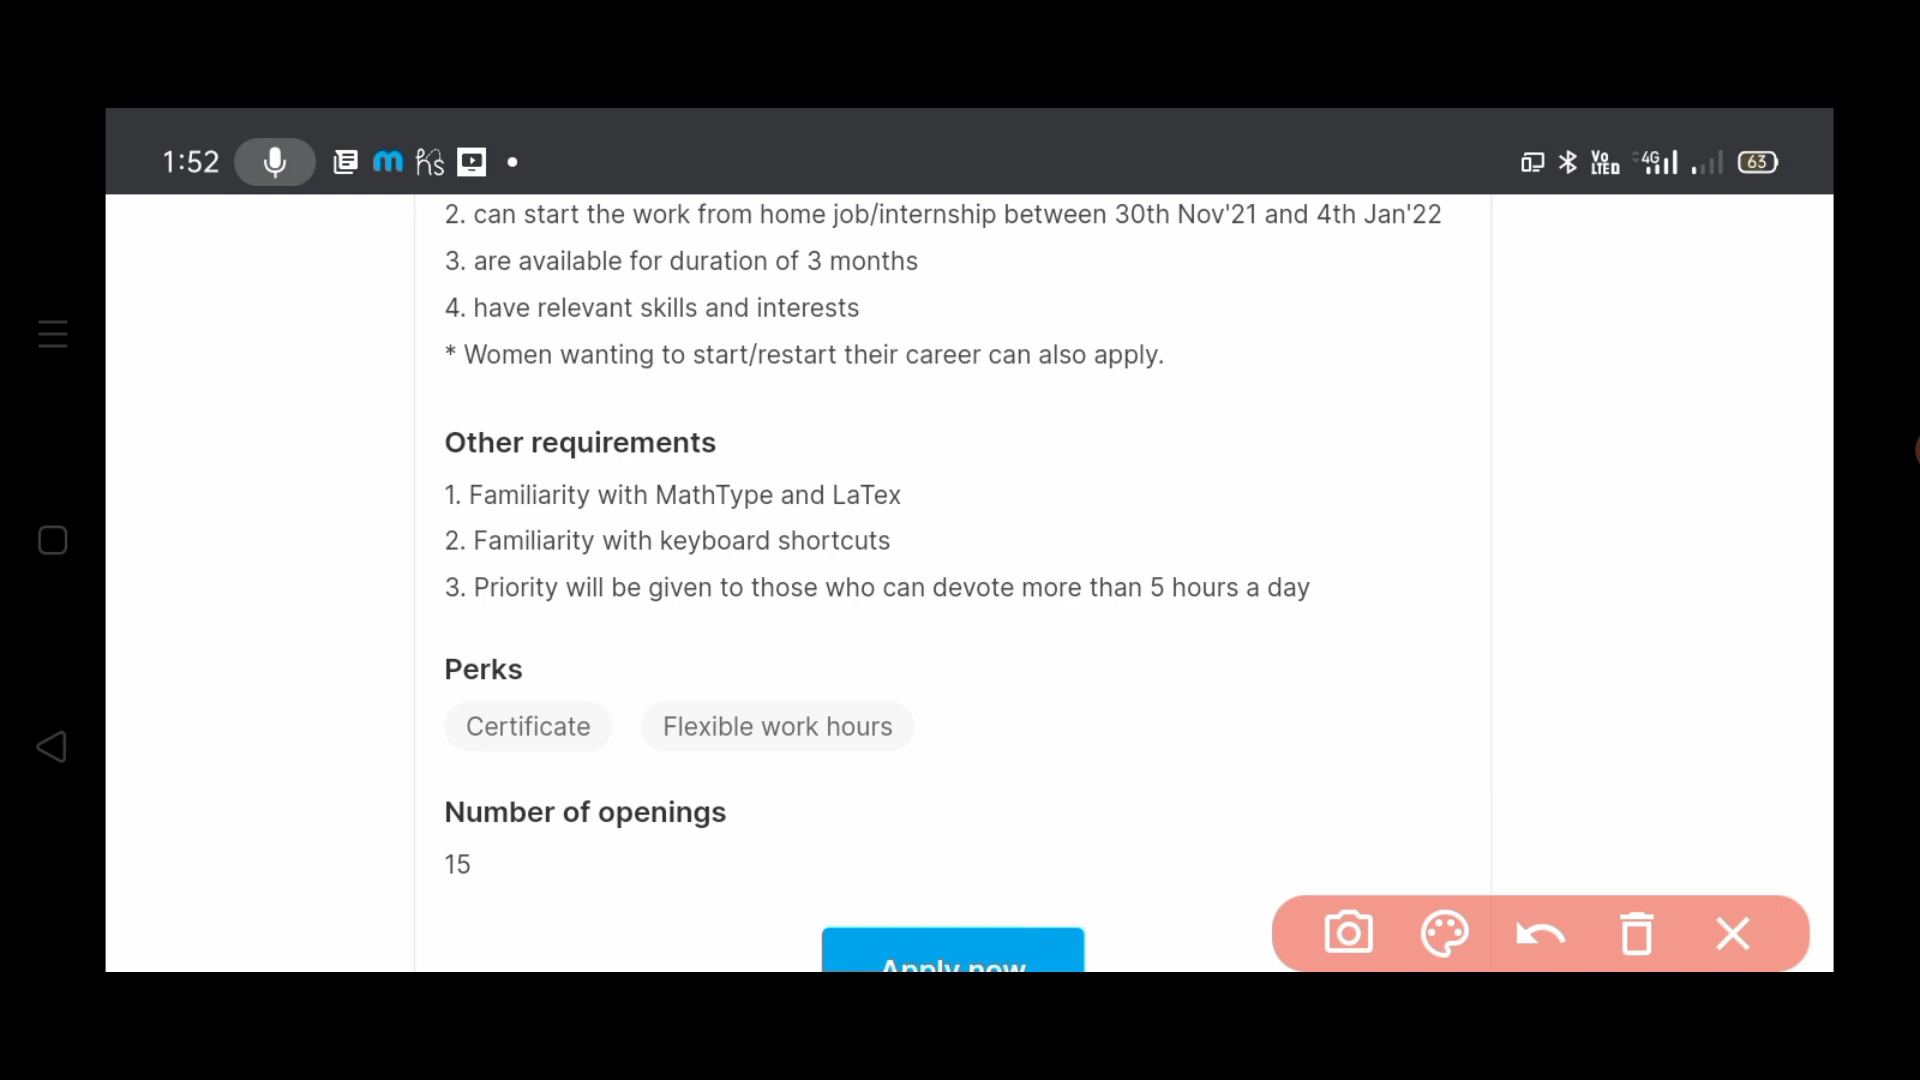 1:52
63
2. can start the work from home job/internship between 30th Nov'21 and 4th Jan'22
3. are available for duration of 3 months
4. have relevant skills and interests
* Women wanting to start/restart their career can also apply.
Other requirements
1. Familiarity with MathType and LaTex
2. Familiarity with keyboard shortcuts
3. Priority will be given to those who can devote more than 5 hours a day
Perks
Certificate Flexible work hours
Number of openings
15
Apply now